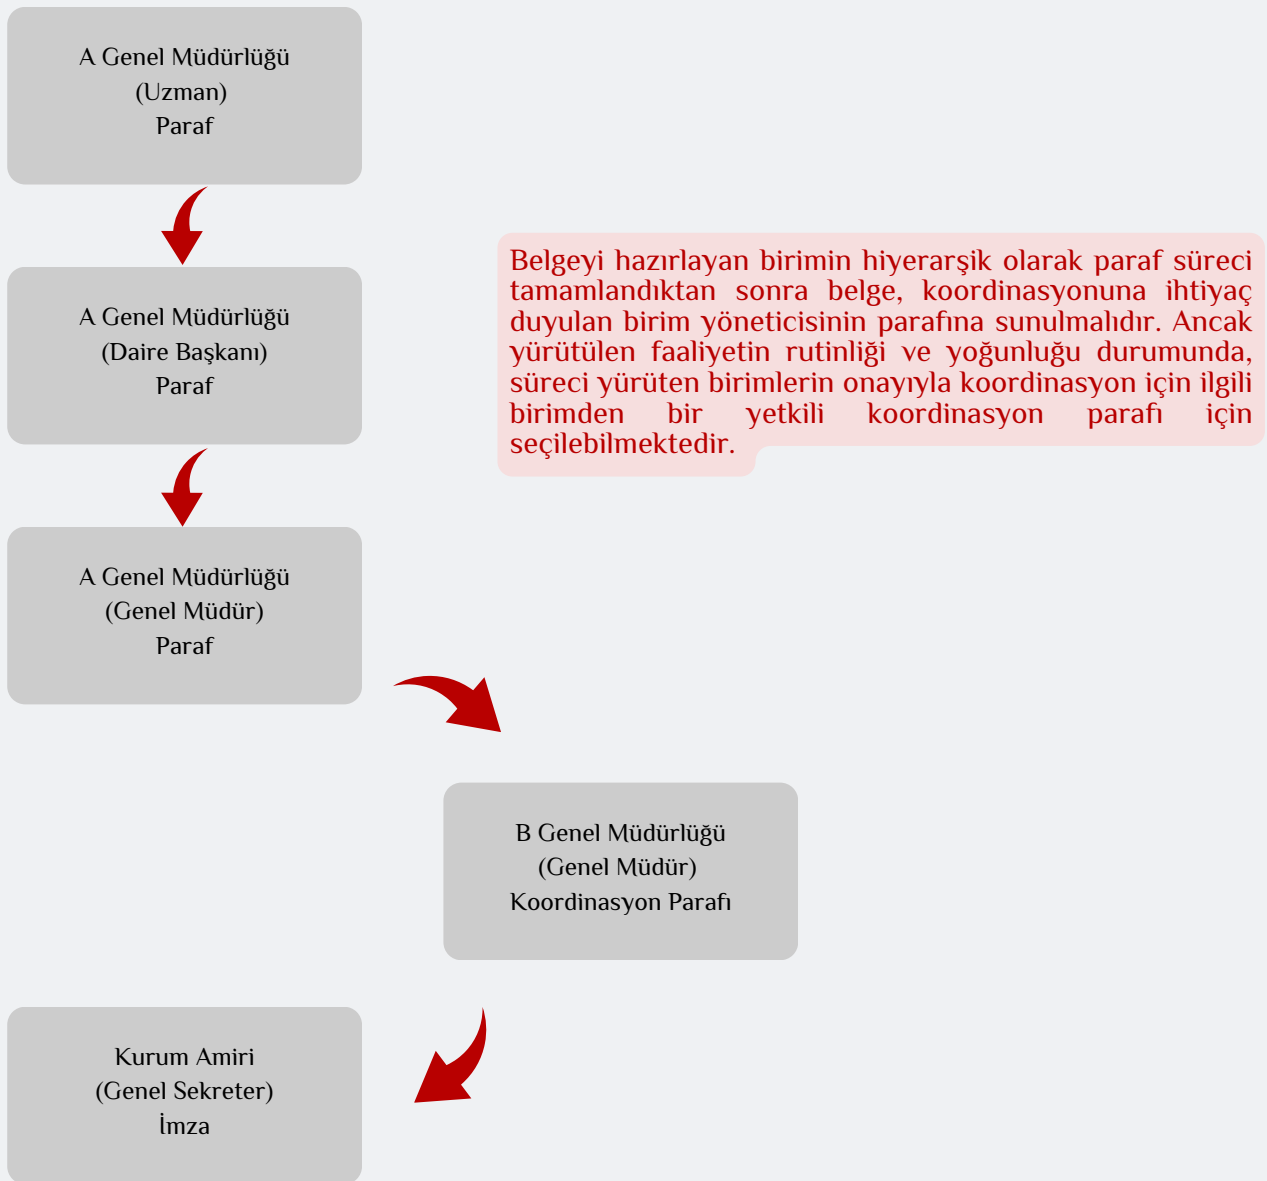 A Genel Müdürlüğü
(Uzman)
Paraf
A Genel Müdürlüğü
(Daire Başkanı)
Paraf
Belgeyi hazırlayan birimin hiyerarşik olarak paraf süreci
tamamlandıktan sonra belge, koordinasyonuna ihtiyaç
duyulan birim yöneticisinin parafına sunulmalıdır. Ancak
yürütülen faaliyetin rutinliği ve yoğunluğu durumunda,
süreci yürüten birimlerin onayıyla koordinasyon için ilgili
birimden bir yetkili koordinasyon parafı için
seçilebilmektedir.
A Genel Müdürlüğü
(Genel Müdür)
Paraf
B Genel Müdürlüğü
(Genel Müdür)
Koordinasyon Parafı
Kurum Amiri
(Genel Sekreter)
İmza